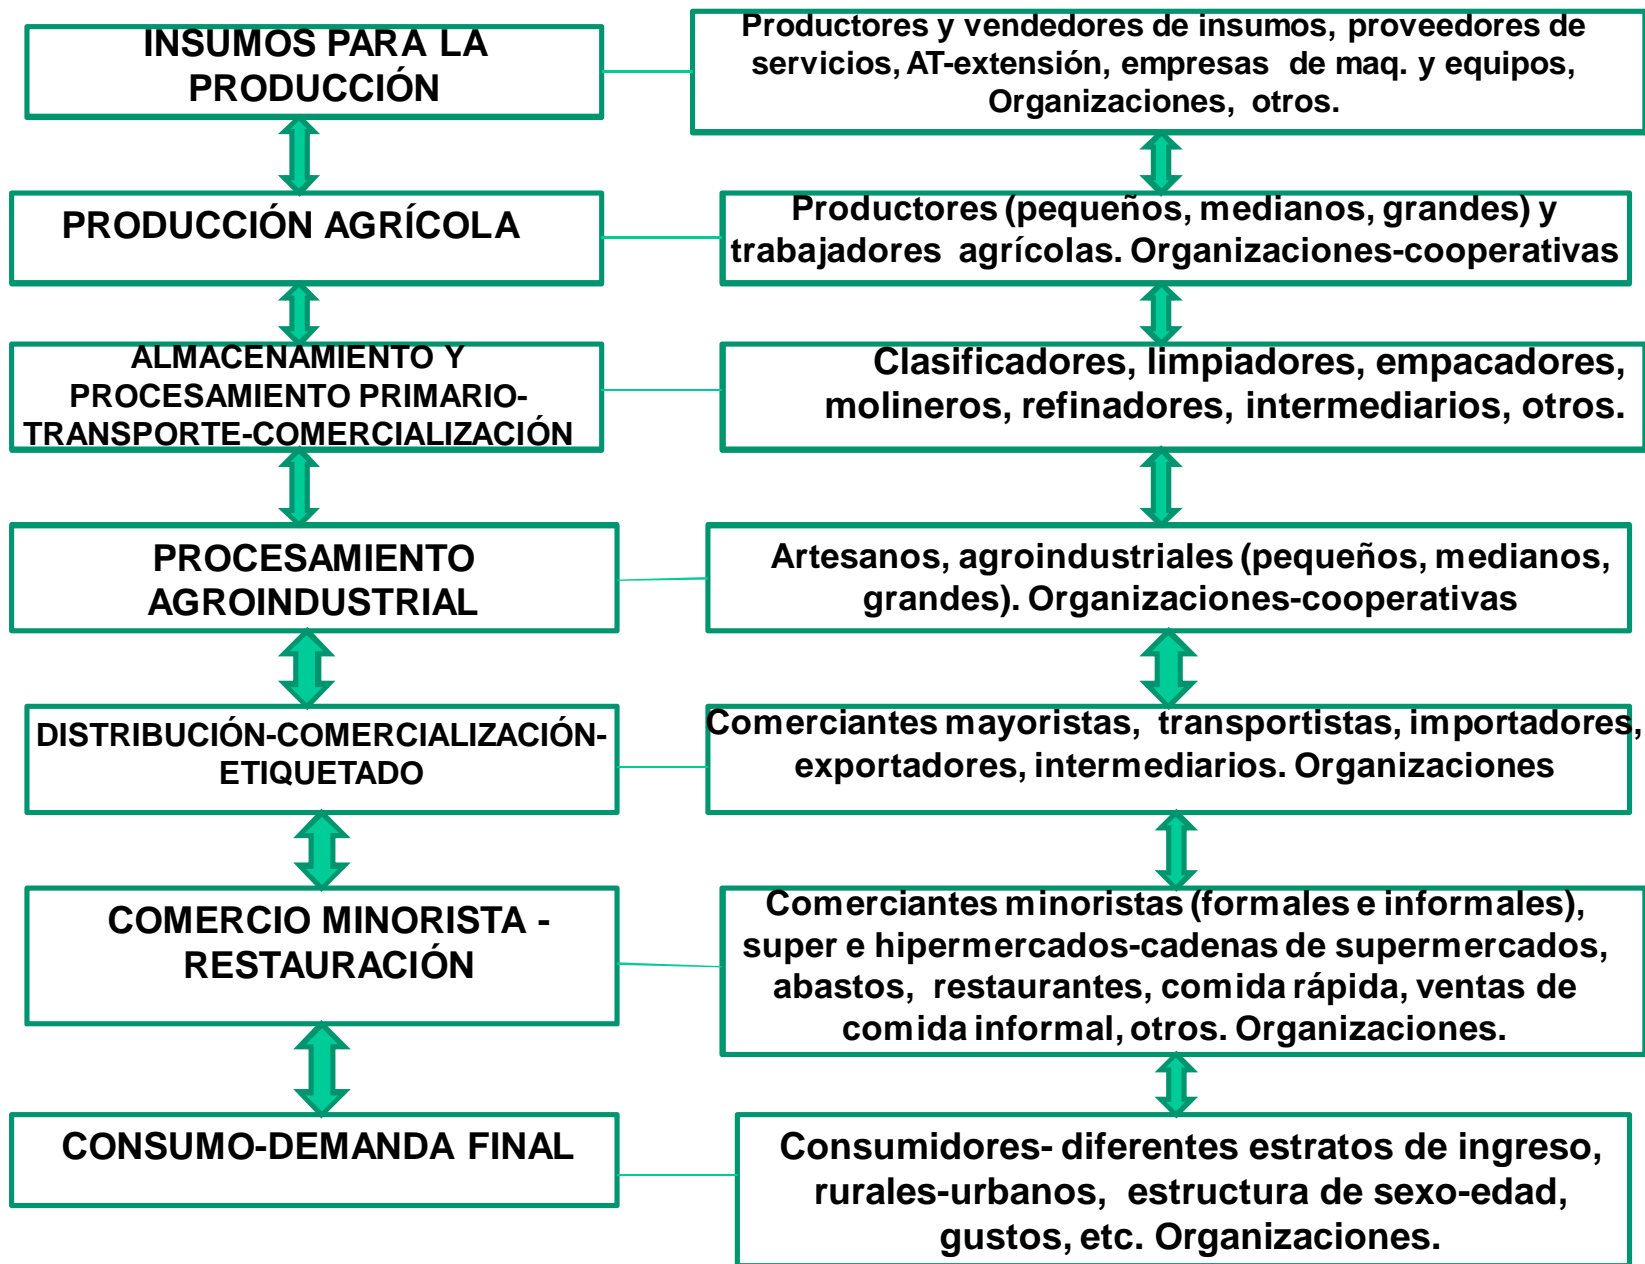 INSUMOS PARA LA
PRODUCCIÓN
Productores y vendedores de insumos, proveedores de
servicios, AT-extensión, empresas de maq. y equipos,
Organizaciones, otros.
PRODUCCIÓN AGRÍCOLA
Productores (pequeños, medianos, grandes) y
trabajadores agrícolas. Organizaciones-cooperativas
ALMACENAMIENTO Y
PROCESAMIENTO PRIMARIO-
TRANSPORTE-COMERCIALIZACIÓN
Clasificadores, limpiadores, empacadores,
molineros, refinadores, intermediarios, otros.
PROCESAMIENTO
AGROINDUSTRIAL
Artesanos, agroindustriales (pequeños, medianos,
grandes). Organizaciones-cooperativas
DISTRIBUCIÓN-COMERCIALIZACIÓN-
ETIQUETADO
Comerciantes mayoristas, transportistas, importadores,
exportadores, intermediarios. Organizaciones
COMERCIO MINORISTA -
RESTAURACIÓN
Comerciantes minoristas (formales e informales),
super e hipermercados-cadenas de supermercados,
abastos, restaurantes, comida rápida, ventas de
comida informal, otros. Organizaciones.
CONSUMO-DEMANDA FINAL
Consumidores- diferentes estratos de ingreso,
rurales-urbanos, estructura de sexo-edad,
gustos, etc. Organizaciones.